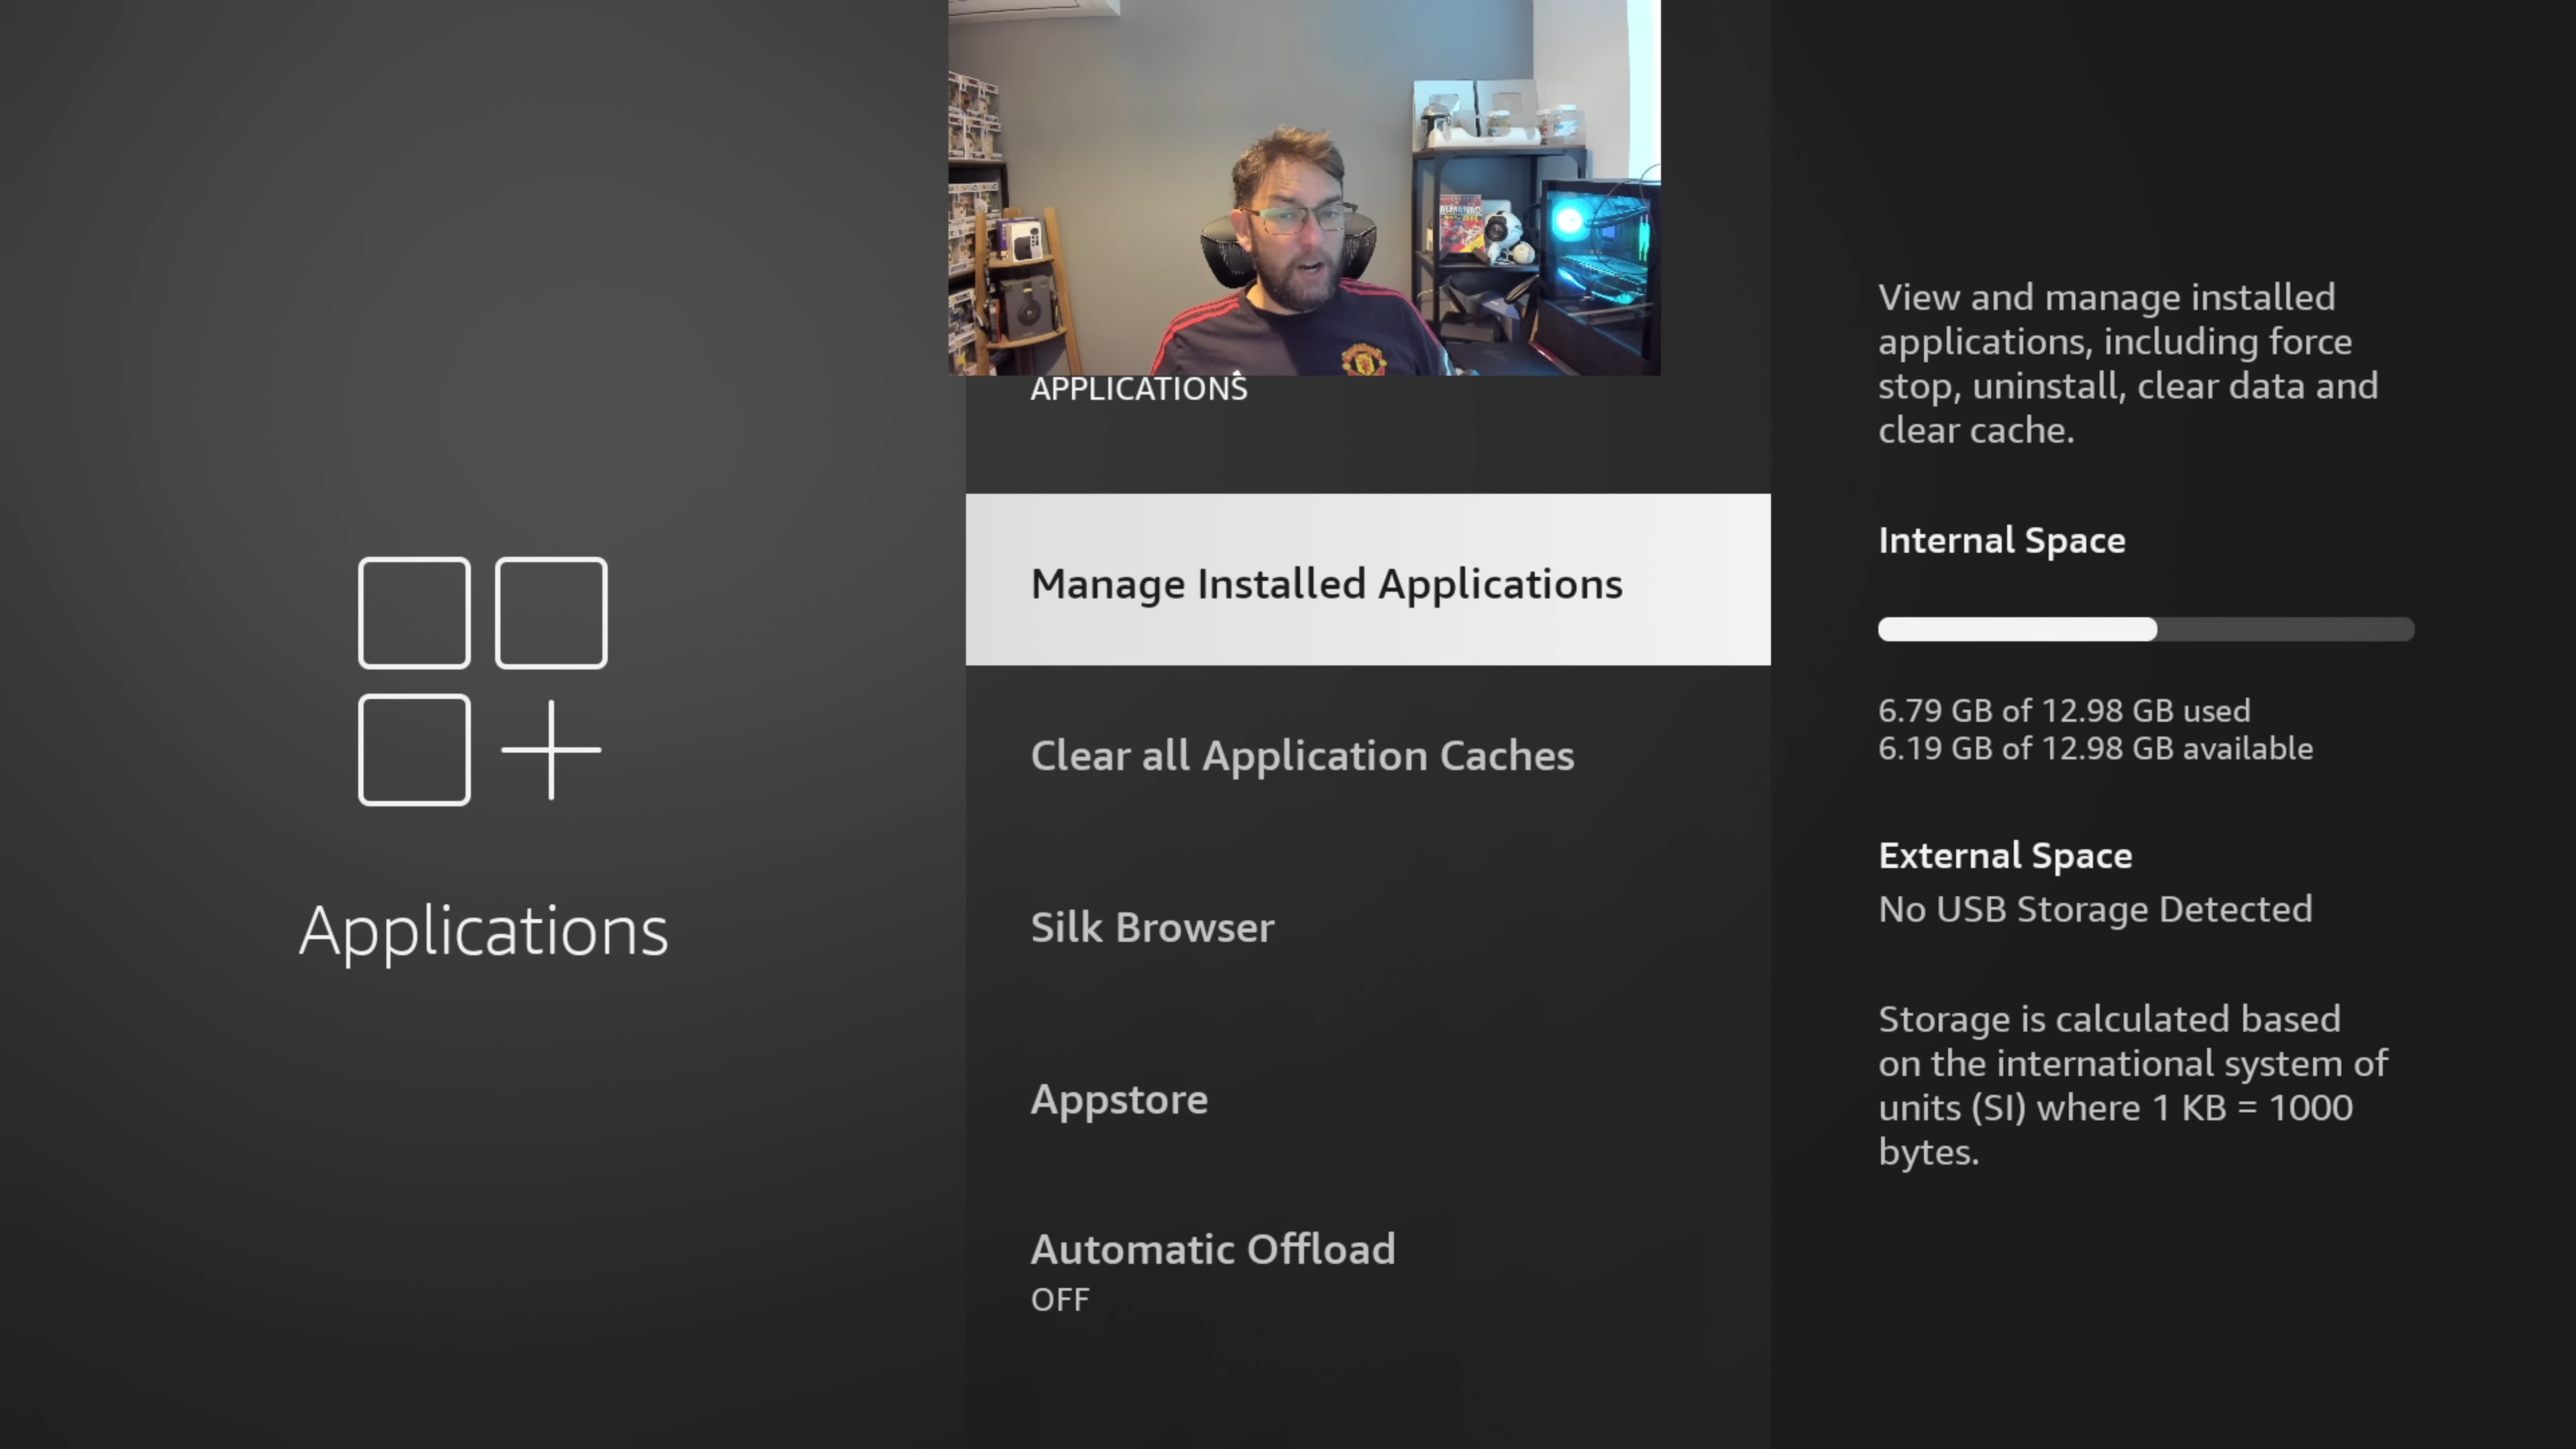 APPLICATIONS
Manage Installed Applications
Clear all Application Caches
Silk Browser
Appstore
Automatic Offload
OFF
Applications
View and manage installed
applications, including force
stop, uninstall, clear data and
clear cache.
Internal Space
6.79 GB of 12.98 GB used
6.19 GB of 12.98 GB available
External Space
No USB Storage Detected
Storage is calculated based
on the international system of
units (SI) where 1 KB = 1000
bytes.